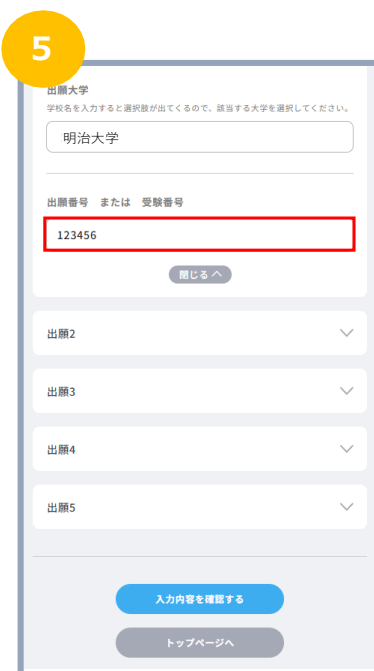 5
出願大学
学校名を入力すると選択肢が出てくるので、該当する大学を選択してください。
明治大学
出願番号　または　受験番号
123456
閉じる
出願2
出願3
出願4
出願5
入力内容を確認する
トップページへ